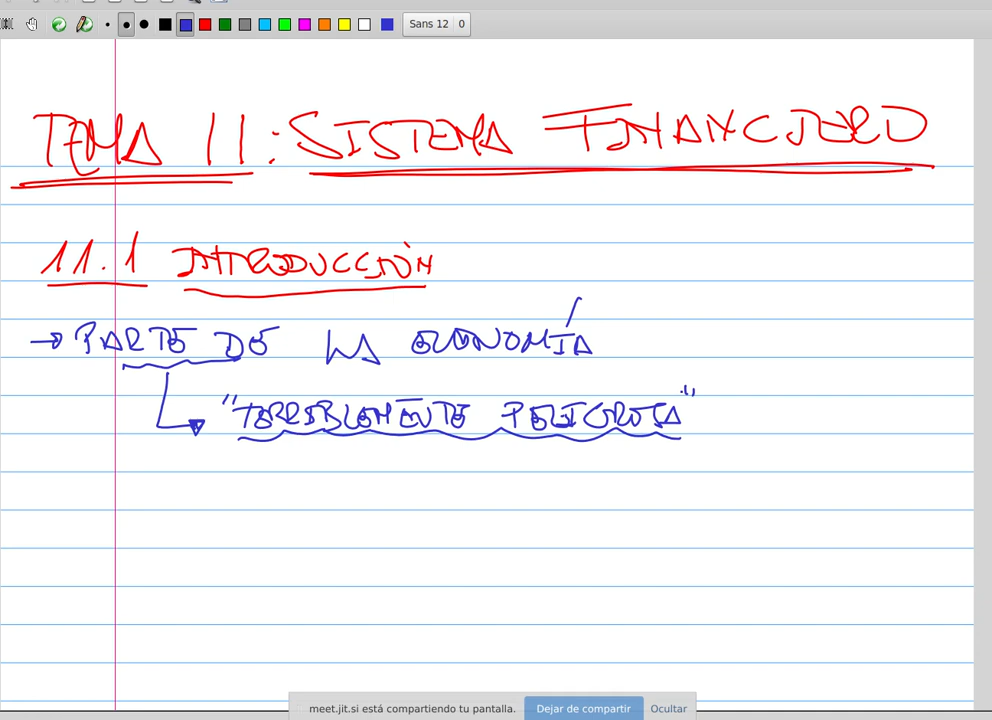 Sans 12 0
TEMA 11: SISTEMA FINANCIERO
11.1 INTRODUCCIÓN
→ PARTE DE LA ECONOMÍA
"TERRIBLEMENTE PELIGROSA"
meet.jit.si está compartiendo tu pantalla. Dejar de compartir Ocultar